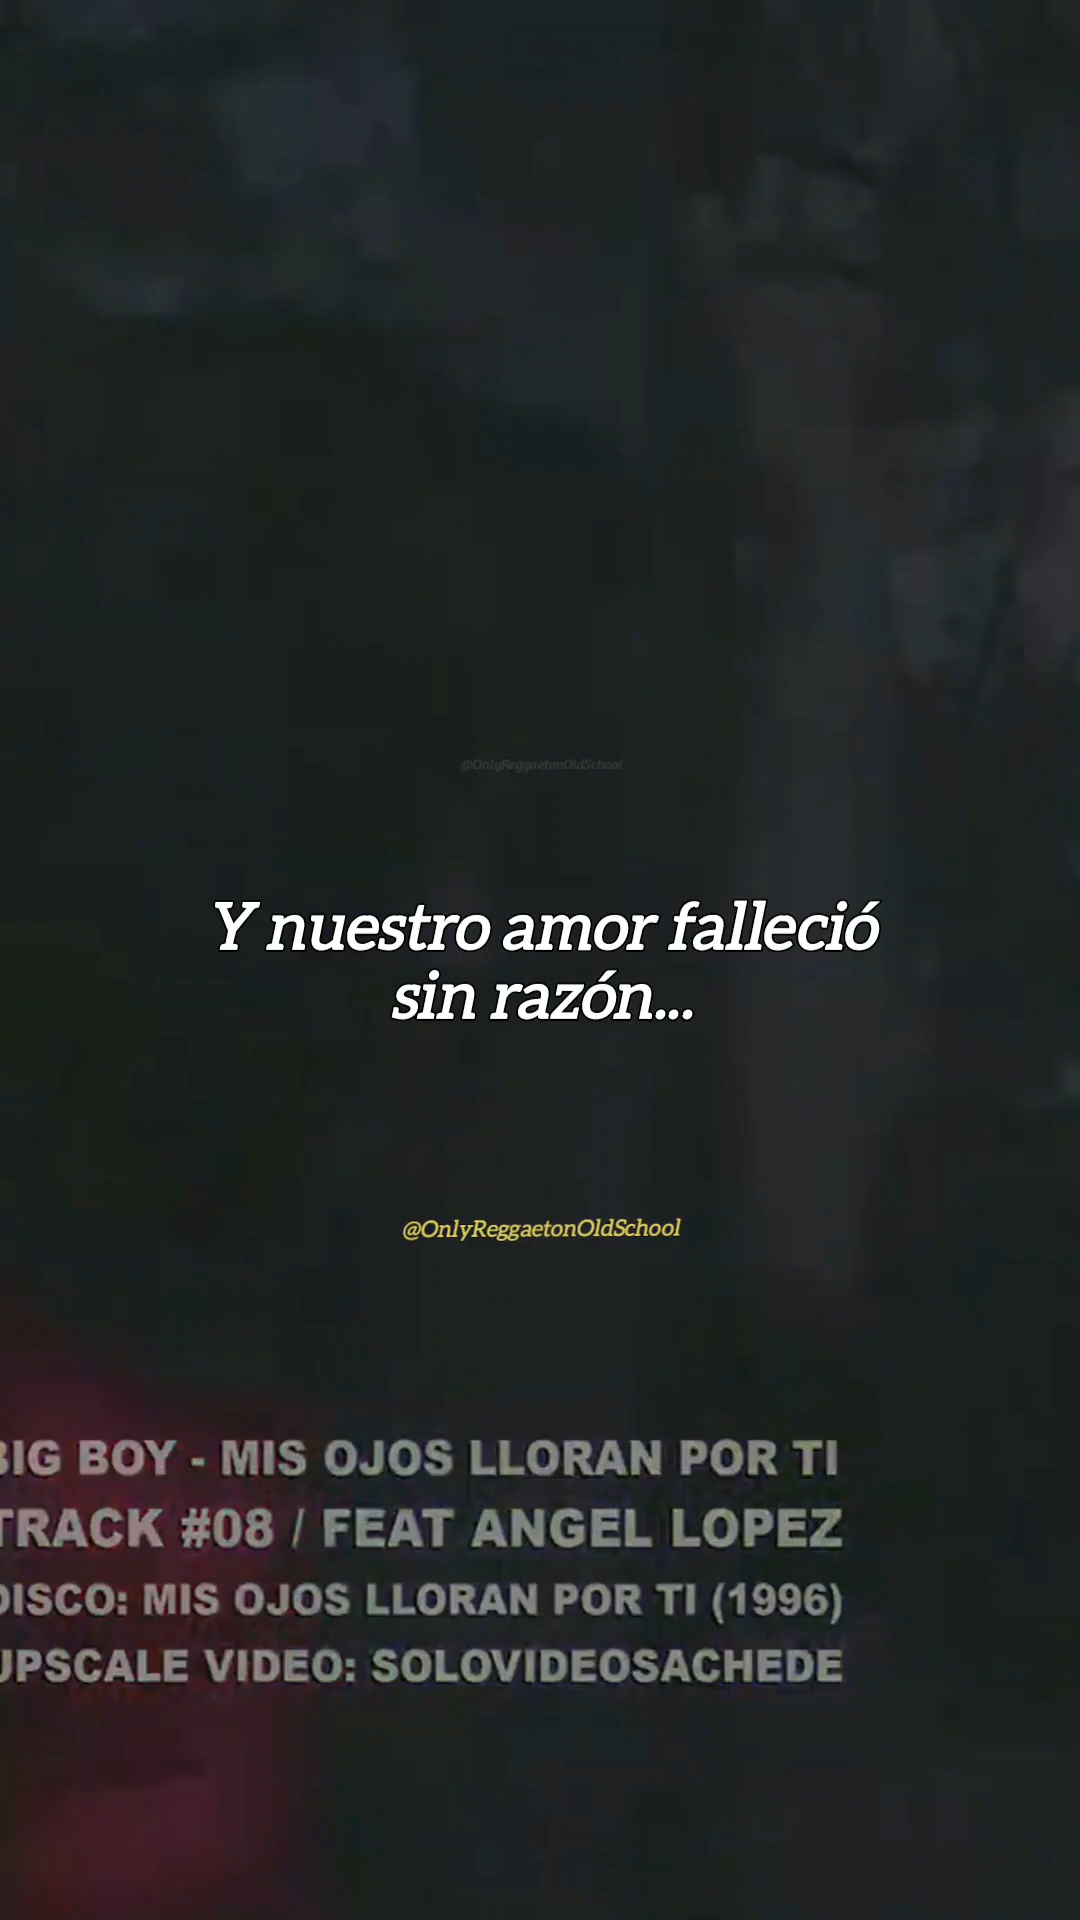 @OnlyReggaetonOldSchool
Y nuestro amor falleció
sin razón...
@OnlyReggaetonOldSchool
BIG BOY - MIS OJOS LLORAN POR TI
TRACK #08 / FEAT ANGEL LOPEZ
DISCO: MIS OJOS LLORAN POR TI (1996)
UPSCALE VIDEO: SOLOVIDEOSACHEDE